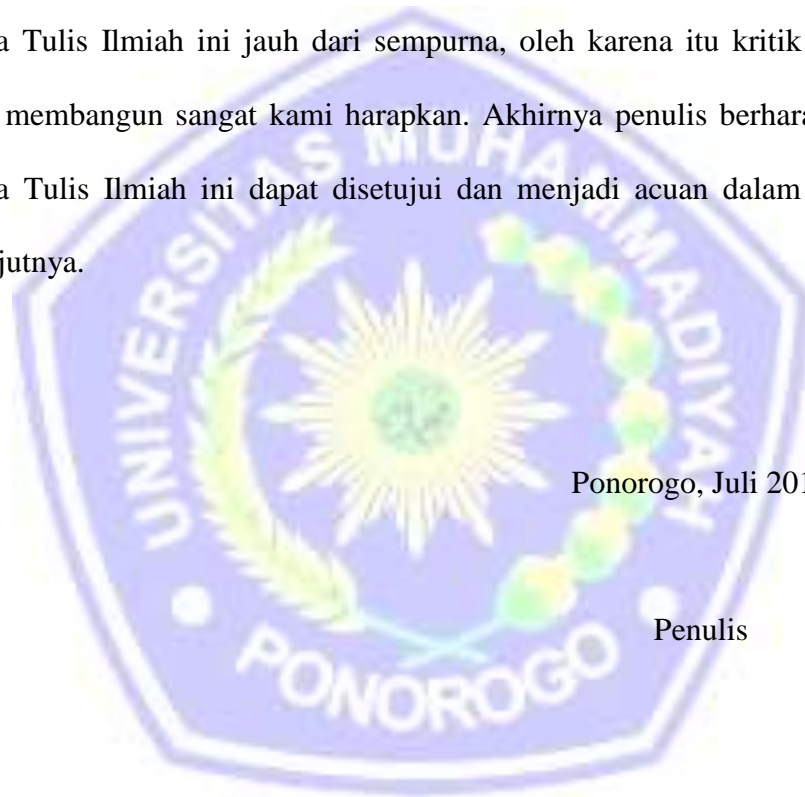 a Tulis Ilmiah ini jauh dari sempurna, oleh karena itu kritik
membangun sangat kami harapkan. Akhirnya penulis berhara
a Tulis Ilmiah ini dapat disetujui dan menjadi acuan dalam
jutnya.
UNIVERSITAS MUHAMMADIYAH
Ponorogo, Juli 201
Penulis
PONOROGO